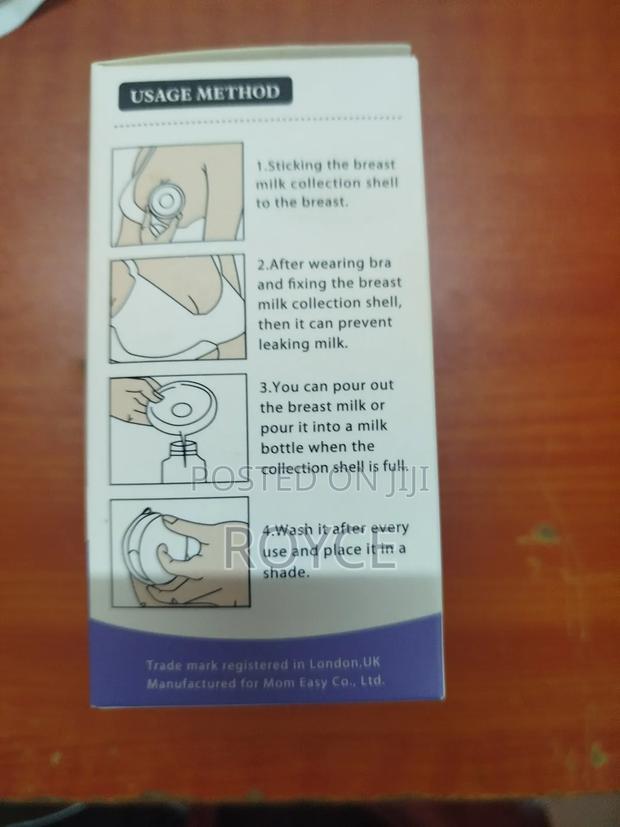 USAGE METHOD
1.Sticking the breast
milk collection shell
to the breast.
2.After wearing bra
and fixing the breast
milk collection shell,
then it can prevent
leaking milk.
3.You can pour out
the breast milk or
pour it into a milk
bottle when the
collection shell is full.
POSTED ON JIJI
4.Wash it after every
ROYCE
use and place it in a
shade.
Trade mark registered in London,UK
Manufactured for Mom Easy Co., Ltd.